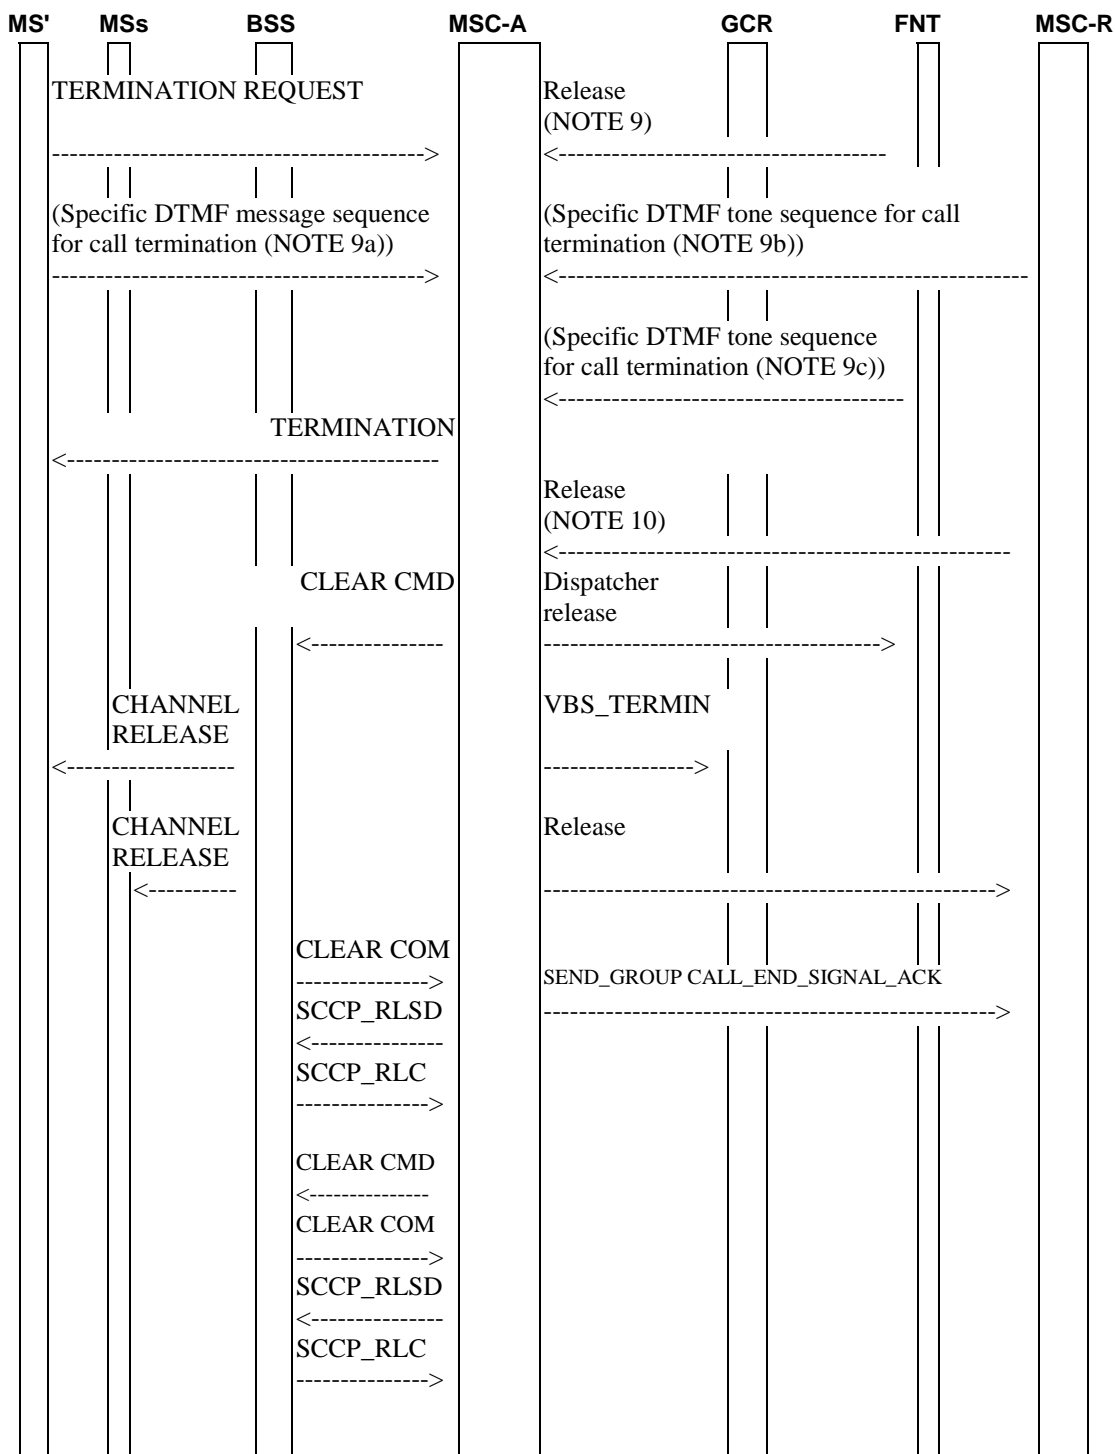 MS' MSs BSS MSC-A GCR FNT MSC-R
TERMINATION REQUEST
Release
(NOTE 9)
(Specific DTMF message sequence
for call termination (NOTE 9a))
(Specific DTMF tone sequence for call
termination (NOTE 9b))
(Specific DTMF tone sequence
for call termination (NOTE 9c))
TERMINATION
Release
(NOTE 10)
CLEAR CMD
Dispatcher
release
CHANNEL
RELEASE
VBS_TERMIN
CHANNEL
RELEASE
Release
CLEAR COM
SEND_GROUP CALL_END_SIGNAL_ACK
SCCP_RLSD
SCCP_RLC
CLEAR CMD
CLEAR COM
SCCP_RLSD
SCCP_RLC